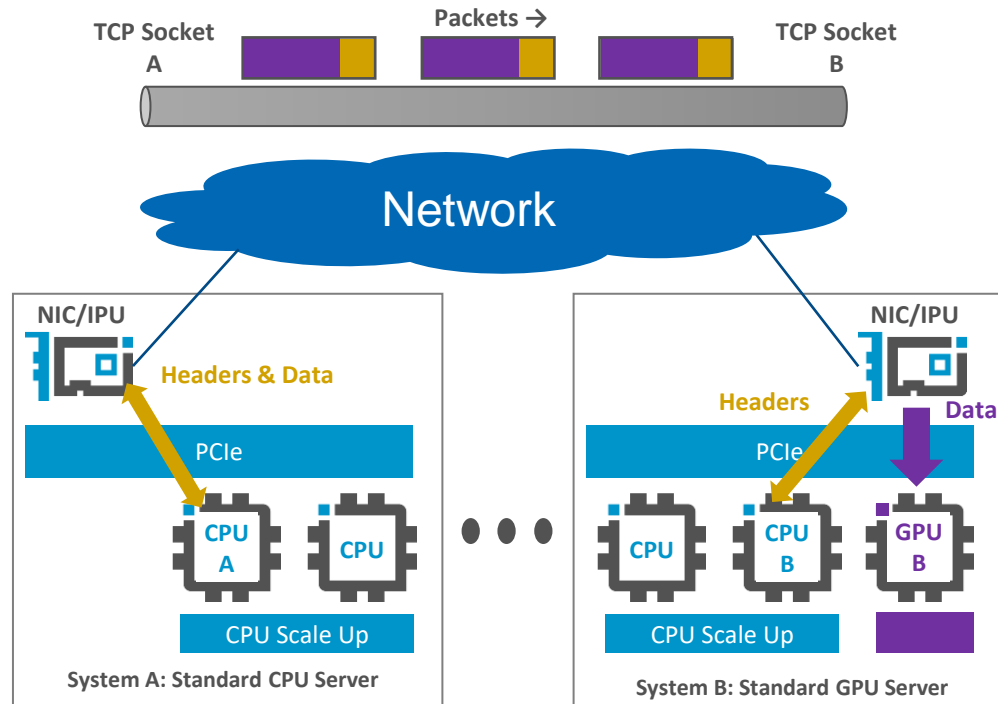 TCP Socket
A
Packets →
TCP Socket
B
Network
NIC/IPU
Headers & Data
PCIe
CPU
A
CPU
CPU Scale Up
System A: Standard CPU Server
NIC/IPU
Headers
Data
PCIe
CPU
CPU
B
GPU
B
CPU Scale Up
System B: Standard GPU Server